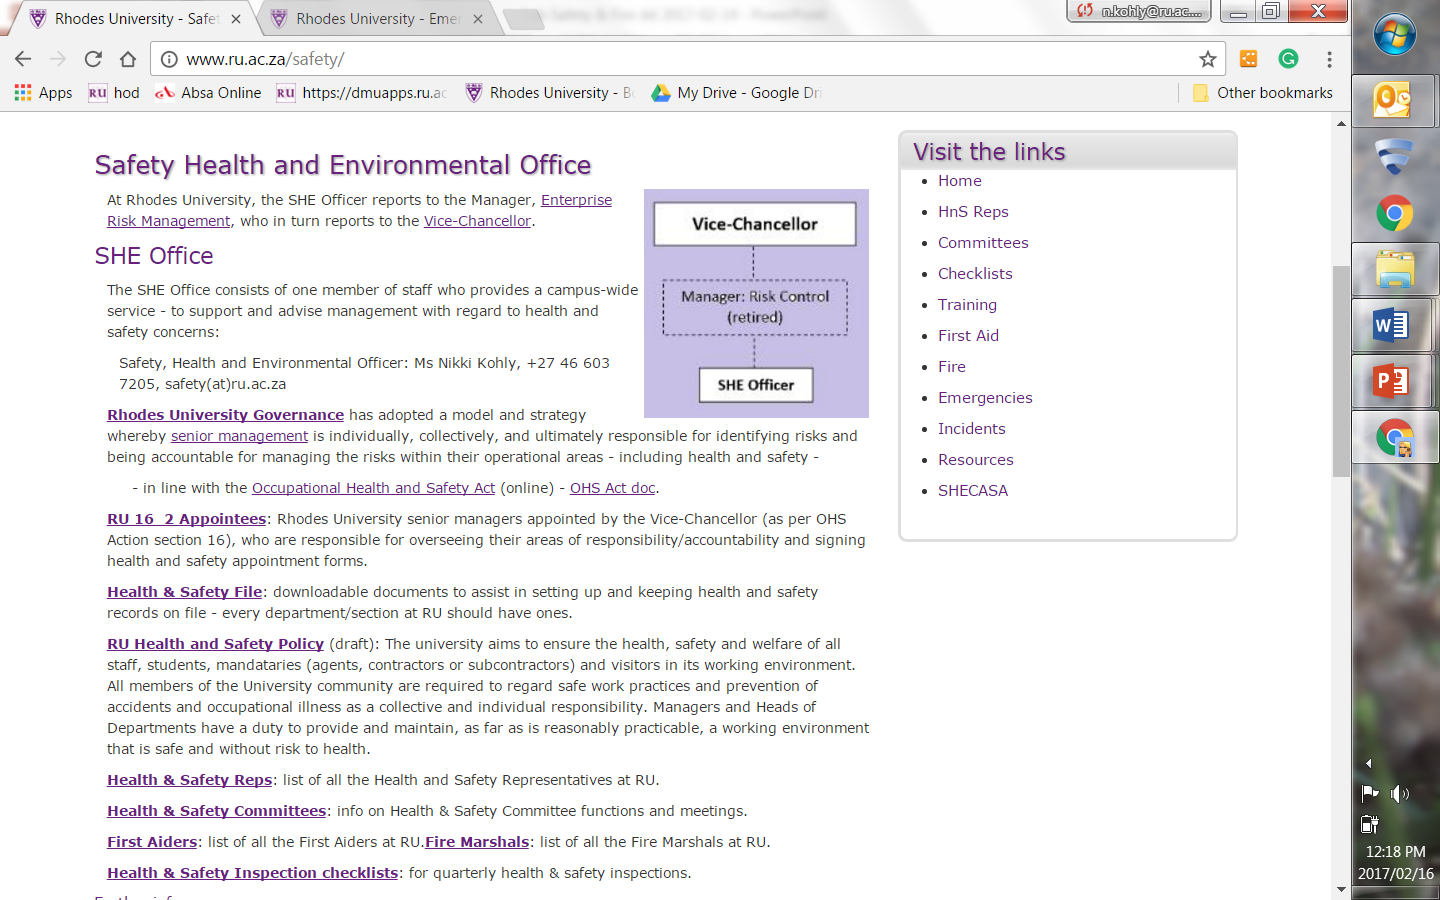 Rhodes University - Safet
Rhodes University - Emer
n.kohly@ru.ac....
www.ru.ac.za/safety/
Apps
hod
Absa Online
https://dmuapps.ru.ac
Rhodes University - Bo
My Drive - Google Dri
Other bookmarks
Safety Health and Environmental Office
At Rhodes University, the SHE Officer reports to the Manager, Enterprise
Risk Management, who in turn reports to the Vice-Chancellor.
SHE Office
The SHE Office consists of one member of staff who provides a campus-wide
service - to support and advise management with regard to health and
safety concerns:
Safety, Health and Environmental Officer: Ms Nikki Kohly, +27 46 603
7205, safety(at)ru.ac.za
Vice-Chancellor
Manager: Risk Control
(retired)
SHE Officer
Rhodes University Governance has adopted a model and strategy
whereby senior management is individually, collectively, and ultimately responsible for identifying risks and
being accountable for managing the risks within their operational areas - including health and safety -
- in line with the Occupational Health and Safety Act (online) - OHS Act doc.
RU 16_2 Appointees: Rhodes University senior managers appointed by the Vice-Chancellor (as per OHS
Action section 16), who are responsible for overseeing their areas of responsibility/accountability and signing
health and safety appointment forms.
Health & Safety File: downloadable documents to assist in setting up and keeping health and safety
records on file - every department/section at RU should have ones.
RU Health and Safety Policy (draft): The university aims to ensure the health, safety and welfare of all
staff, students, mandataries (agents, contractors or subcontractors) and visitors in its working environment.
All members of the University community are required to regard safe work practices and prevention of
accidents and occupational illness as a collective and individual responsibility. Managers and Heads of
Departments have a duty to provide and maintain, as far as is reasonably practicable, a working environment
that is safe and without risk to health.
Health & Safety Reps: list of all the Health and Safety Representatives at RU.
Health & Safety Committees: info on Health & Safety Committee functions and meetings.
First Aiders: list of all the First Aiders at RU.Fire Marshals: list of all the Fire Marshals at RU.
Health & Safety Inspection checklists: for quarterly health & safety inspections.
Visit the links
Home
HnS Reps
Committees
Checklists
Training
First Aid
Fire
Emergencies
Incidents
Resources
SHECASA
12:18 PM
2017/02/16